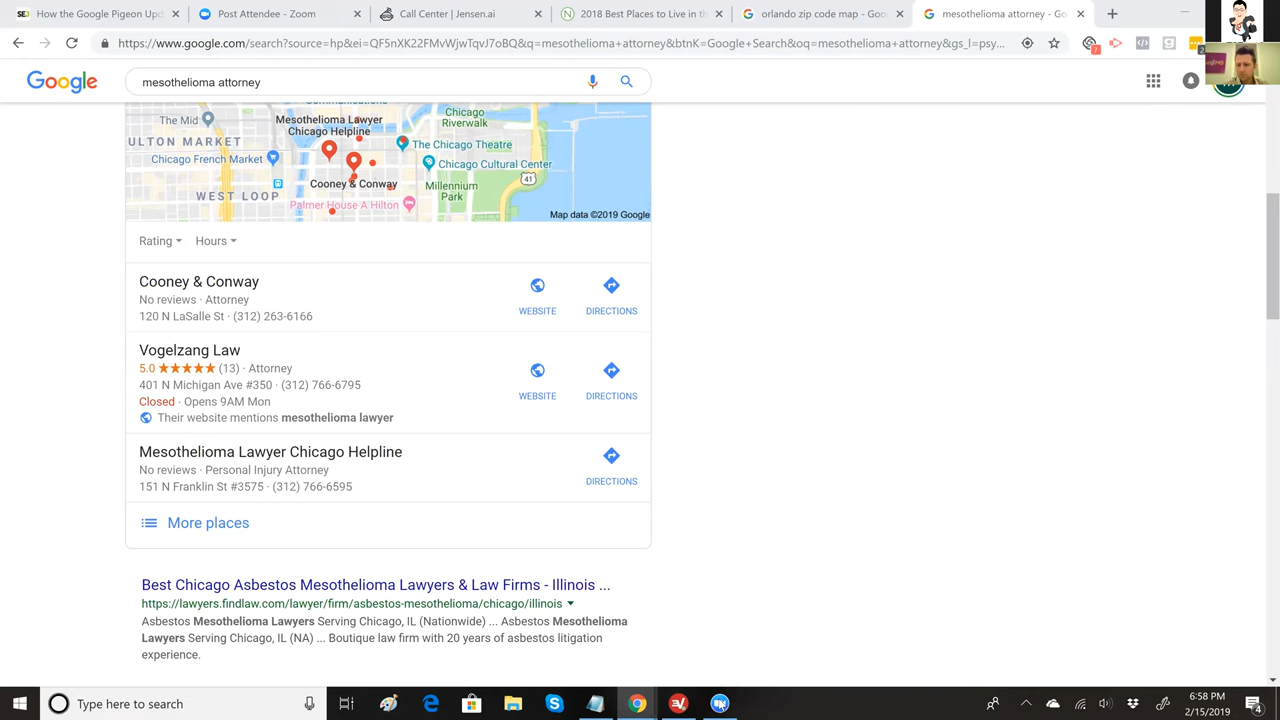 How the Google Pigeon Up
Post Attendee - Zoom
Call Center | Jensen.ai
2018 Best Places to Live in th
orlando zip code map - Goo
mesothelioma attorney - Go
https://www.google.com/search?source=hp&ei=QF5nXK22FMvWjwTqvJ7oBQ&q=mesothelioma+attorney&btnK=Google+Search&oq=mesothelioma+attorney&gs_l=psy...
7
Google
mesothelioma attorney
Mesothelioma Lawyer
Chicago Helpline
Chicago
Riverwalk
The Mid
ULTON MARKET
The Chicago Theatre
Chicago French Market
Chicago Cultural Center
Cooney & Conway
Millennium
Park
41
WEST LOOP
Palmer House A Hilton
Map data ©2019 Google
Rating
Hours
Cooney & Conway
No reviews · Attorney
120 N LaSalle St · (312) 263-6166
WEBSITE
DIRECTIONS
Vogelzang Law
5.0 ★★★★★ (13) · Attorney
401 N Michigan Ave #350 · (312) 766-6795
Closed · Opens 9AM Mon
Their website mentions mesothelioma lawyer
WEBSITE
DIRECTIONS
Mesothelioma Lawyer Chicago Helpline
No reviews · Personal Injury Attorney
151 N Franklin St #3575 · (312) 766-6595
DIRECTIONS
More places
Best Chicago Asbestos Mesothelioma Lawyers & Law Firms - Illinois ...
https://lawyers.findlaw.com/lawyer/firm/asbestos-mesothelioma/chicago/illinois
Asbestos Mesothelioma Lawyers Serving Chicago, IL (Nationwide) ... Asbestos Mesothelioma
Lawyers Serving Chicago, IL (NA) ... Boutique law firm with 20 years of asbestos litigation
experience.
Type here to search
6:58 PM
2/15/2019
4